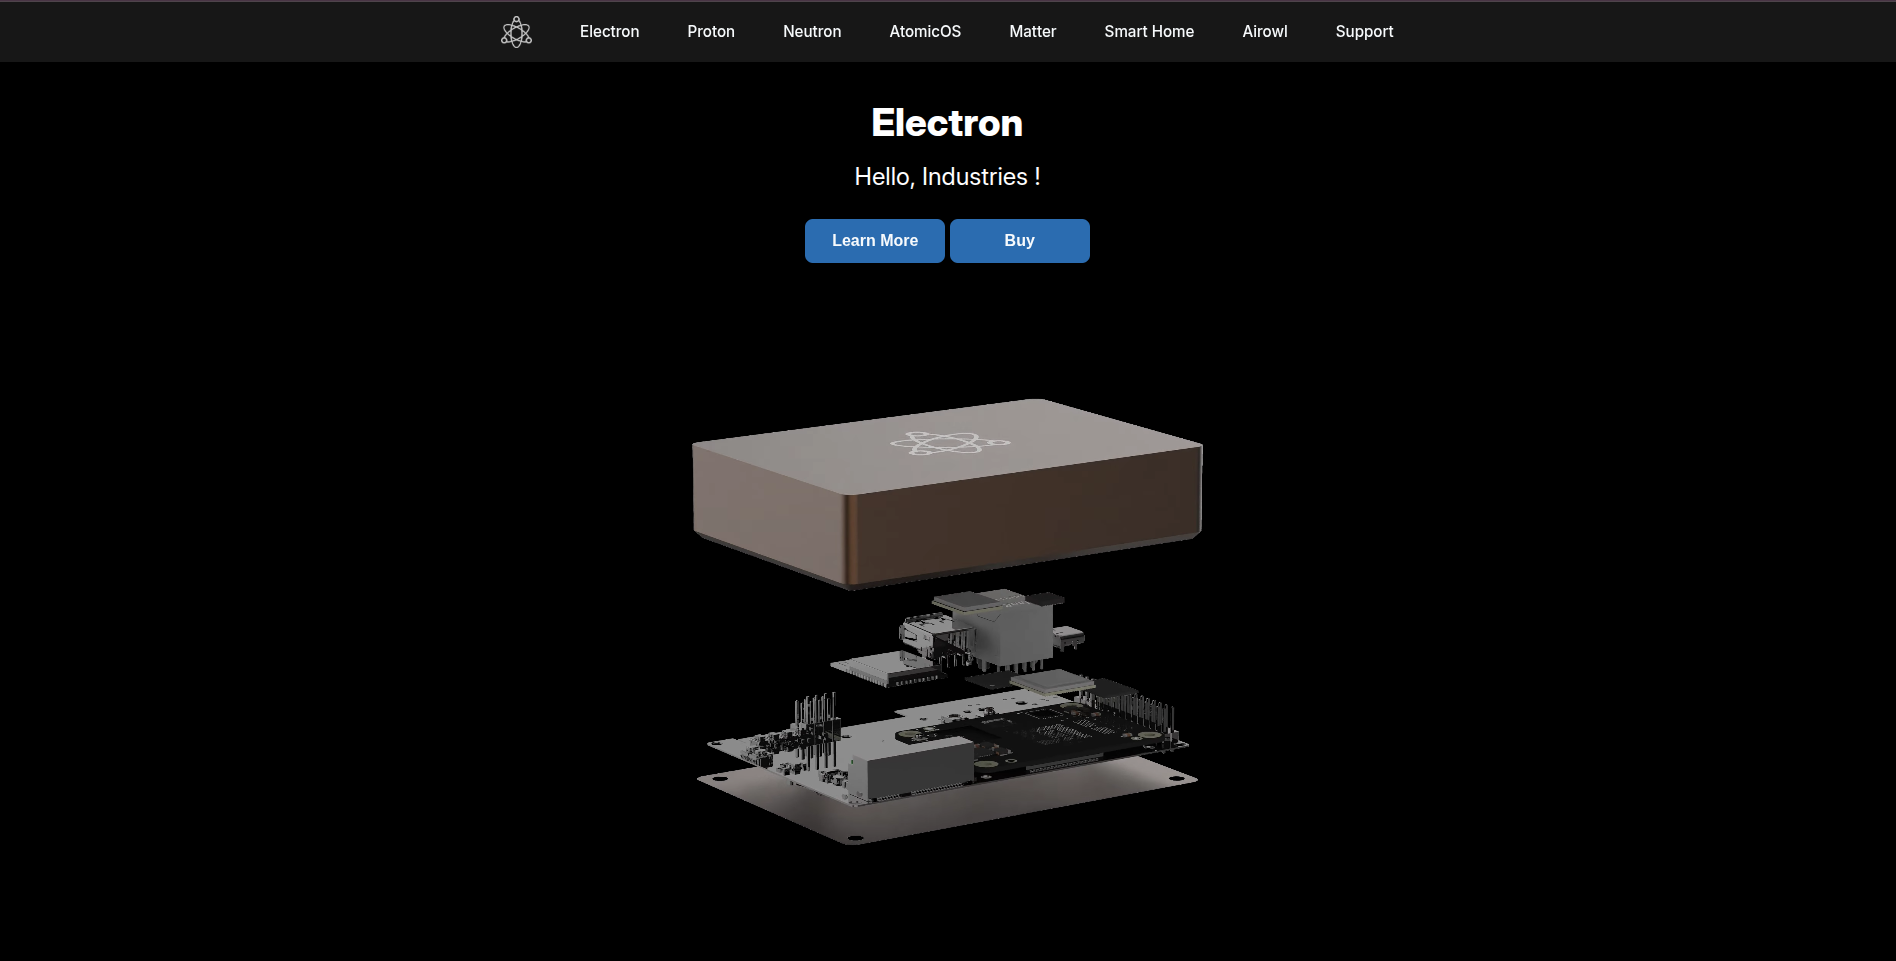 Electron Proton Neutron AtomicOS Matter Smart Home Airowl Support
Electron
Hello, Industries !
Learn More Buy